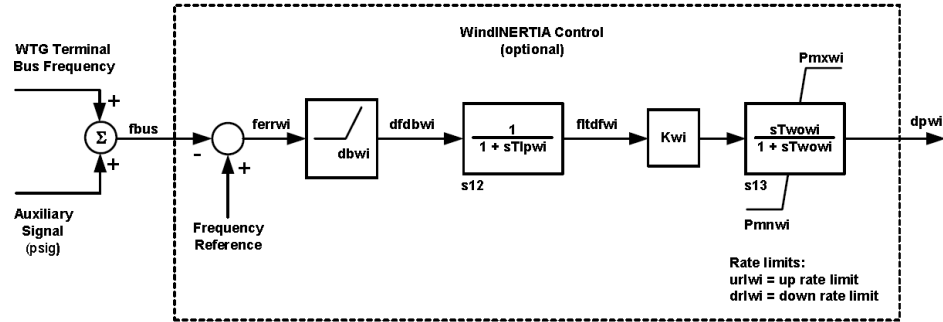 WindINERTIA Control
(optional)
WTG Terminal
Bus Frequency
+
Σ
+
fbus
-
+
ferrwi
dbwi
dfdbwi
1
1 + sTlpwi
s12
fltdfwi
Kwi
Pmxwi
sTwowi
1 + sTwowi
s13
Pmnwi
dpwi
Auxiliary
Signal
(psig)
Frequency
Reference
Rate limits:
urlwi = up rate limit
drlwi = down rate limit